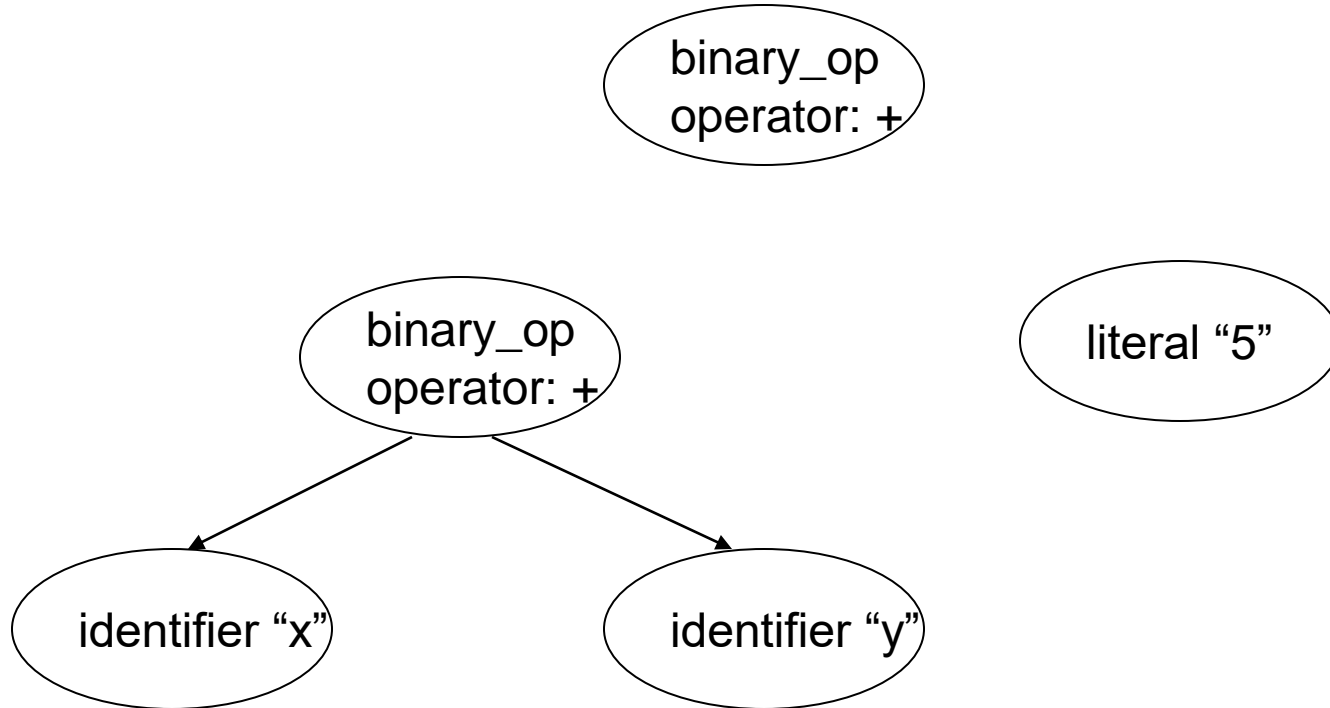 binary_op
operator: +
binary_op
operator: +
literal “5”
identifier “x”
identifier “y”